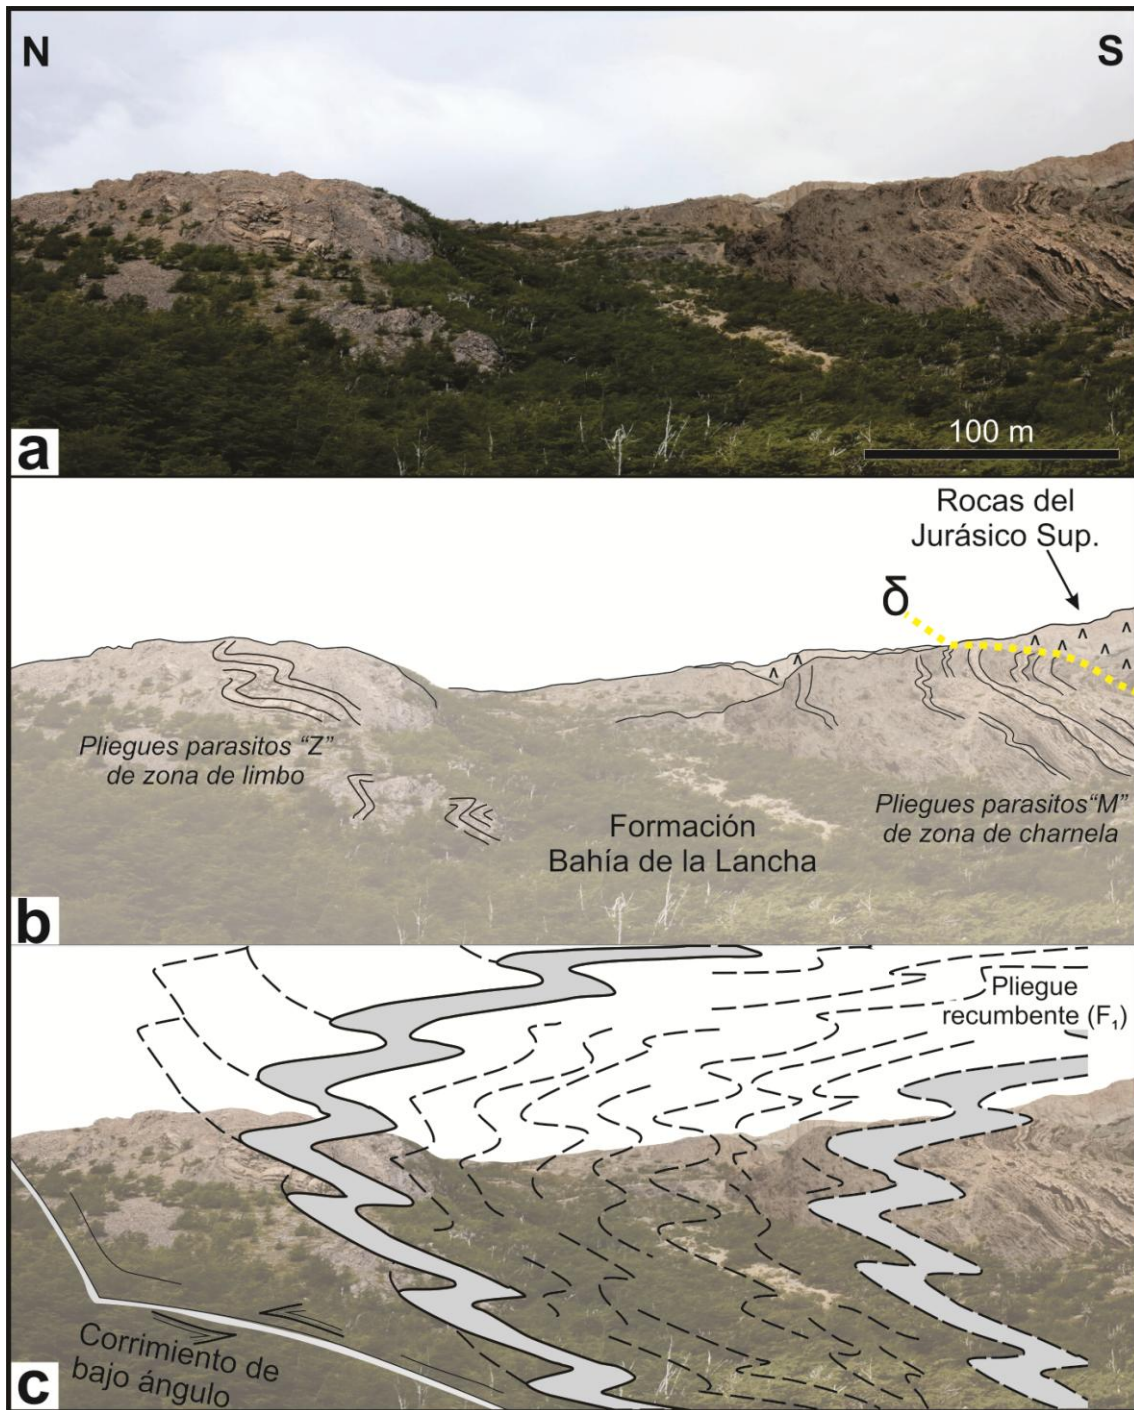 N
S
100 m
a
Rocas del
Jurásico Sup.
δ
Pliegues parasitos “Z”
de zona de limbo
Pliegues parasitos“M”
de zona de charnela
Formación
Bahía de la Lancha
b
Pliegue
recumbente (F₁)
Corrimiento de
bajo ángulo
c